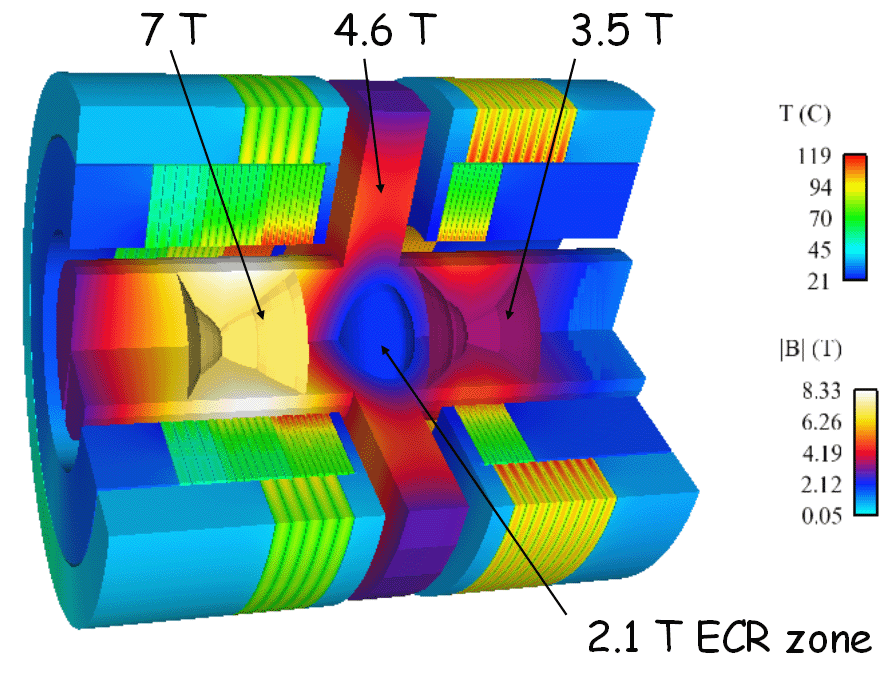 7 T
4.6 T
3.5 T
T (C)
119
94
70
45
21
|B| (T)
8.33
6.26
4.19
2.12
0.05
2.1 T ECR zone